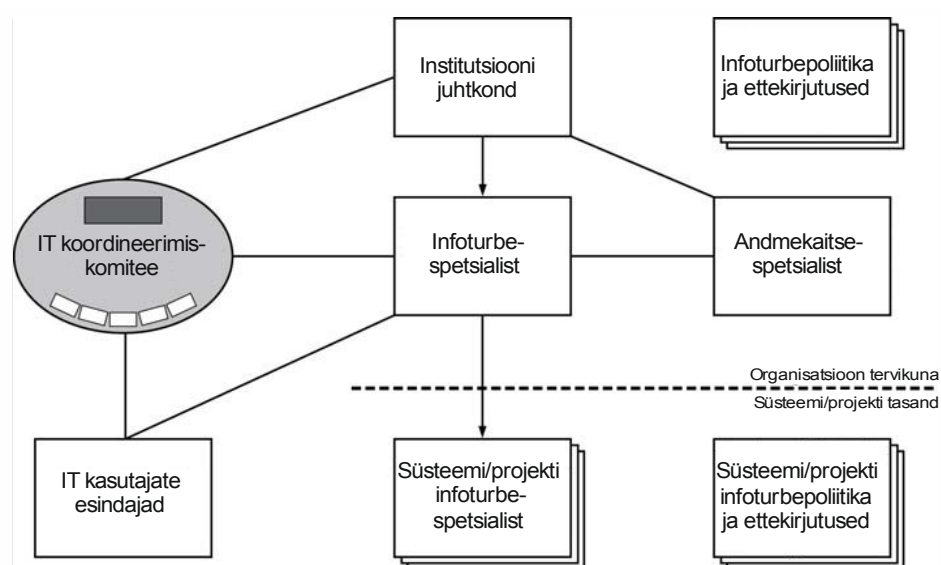 Institutsiooni
juhtkond
Infoturbepoliitika
ja ettekirjutused
IT koordineerimis-
komitee
Infoturbe-
spetsialist
Andmekaitse-
spetsialist
Organisatsioon tervikuna
Süsteemi/projekti tasand
IT kasutajate
esindajad
Süsteemi/projekti
infoturbe-
spetsialist
Süsteemi/projekti
infoturbepoliitika
ja ettekirjutused